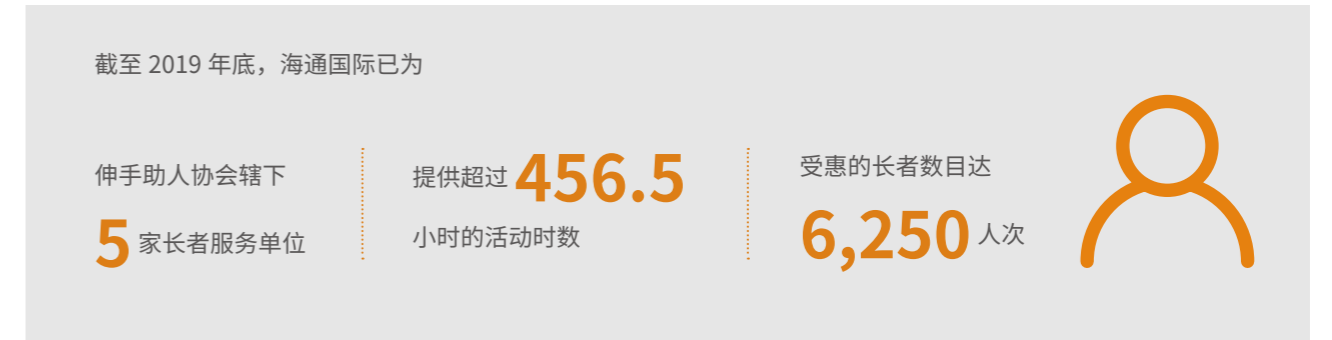 截至 2019 年底，海通国际已为
伸手助人协会辖下
5 家长者服务单位
提供超过 456.5
小时的活动时数
受惠的长者数目达
6,250 人次